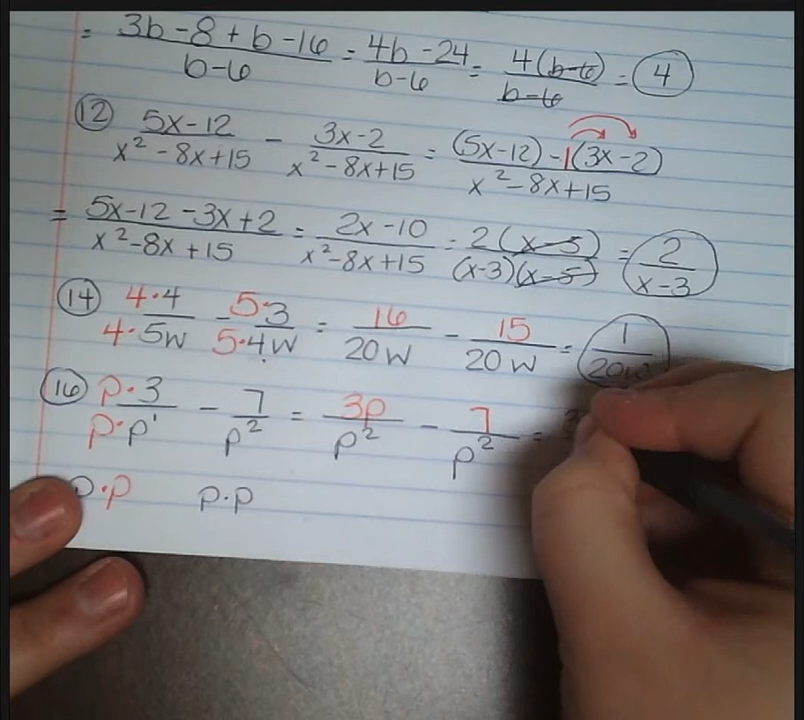 = (3b-8+b-16)/(b-6) = (4b-24)/(b-6) = 4(b-6)/(b-6) = 4
12 (5x-12)/(x²-8x+15) - (3x-2)/(x²-8x+15) = ((5x-12)-1(3x-2))/(x²-8x+15)
= (5x-12-3x+2)/(x²-8x+15) = (2x-10)/(x²-8x+15) = 2(x-5)/((x-3)(x-5)) = 2/(x-3)
14 (4·4)/(4·5w) - (5·3)/(5·4w) = 16/(20w) - 15/(20w) = 1/(20w)
16 (p·3)/(p·p¹) - 7/p² = 3p/p² - 7/p² =
p·p p·p